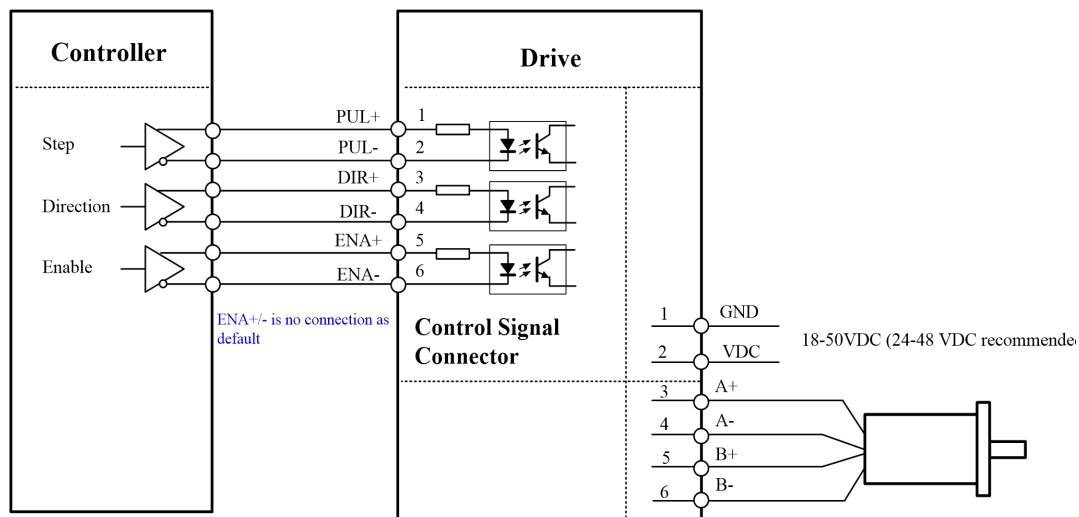 Controller
Drive
Step
PUL+ 1
PUL- 2
Direction
DIR+ 3
DIR- 4
Enable
ENA+ 5
ENA- 6
ENA+/- is no connection as
default
Control Signal
Connector
1 GND
2 VDC
18-50VDC (24-48 VDC recommende
3 A+
4 A-
5 B+
6 B-